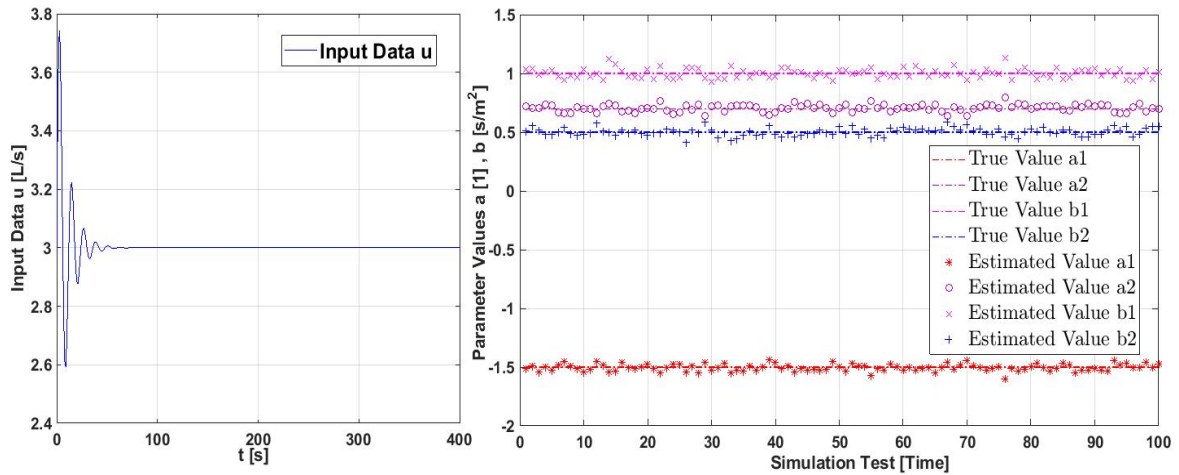 3.8
3.6
3.4
3.2
3
2.8
2.6
2.4
0
100
200
300
400
Input Data u [L/s]
t [s]
Input Data u
1.5
1
0.5
0
-0.5
-1
-1.5
-2
0
10
20
30
40
50
60
70
80
90
100
Parameter Values a [1] , b [s/m²]
Simulation Test [Time]
True Value a1
True Value a2
True Value b1
True Value b2
Estimated Value a1
Estimated Value a2
Estimated Value b1
Estimated Value b2